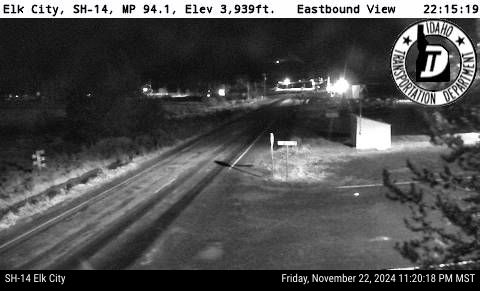 Elk City, SH-14, MP 94.1, Elev 3,939ft. Eastbound View 22:15:19
IDAHO
TRANSPORTATION DEPARTMENT
SH-14 Elk City Friday, November 22, 2024 11:20:18 PM MST